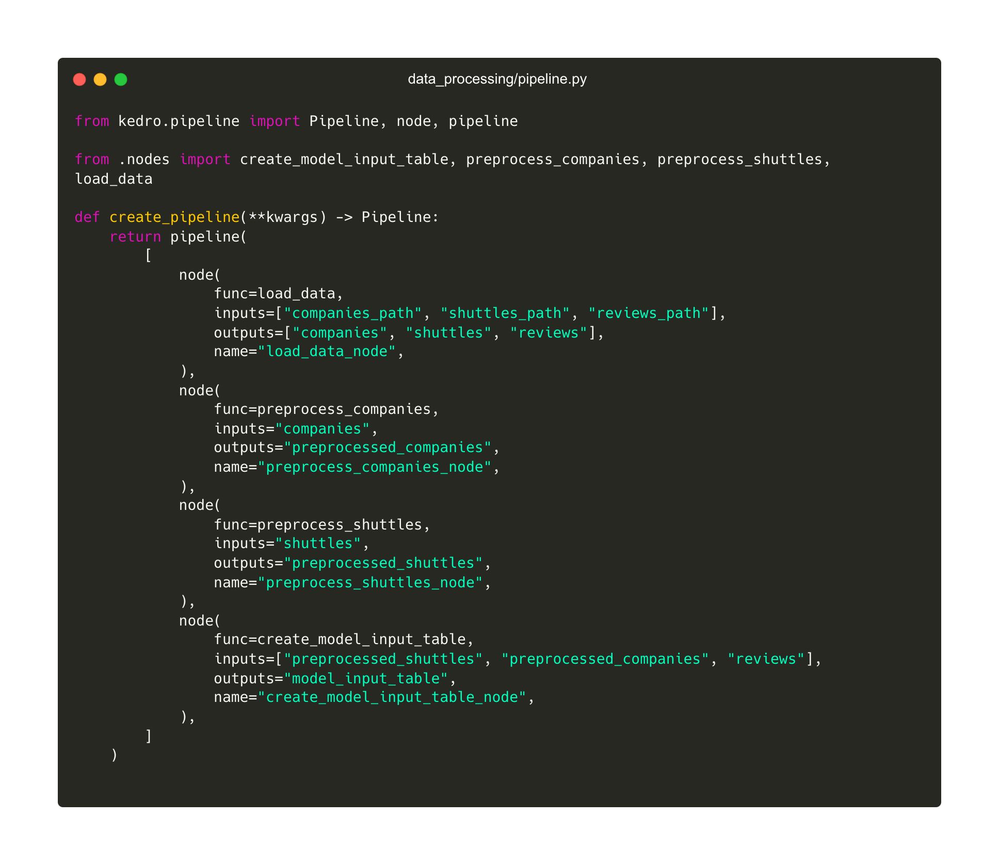 data_processing/pipeline.py
from kedro.pipeline import Pipeline, node, pipeline
from .nodes import create_model_input_table, preprocess_companies, preprocess_shuttles,
load_data
def create_pipeline(**kwargs) -> Pipeline:
    return pipeline(
        [
            node(
                func=load_data,
                inputs=["companies_path", "shuttles_path", "reviews_path"],
                outputs=["companies", "shuttles", "reviews"],
                name="load_data_node",
            ),
            node(
                func=preprocess_companies,
                inputs="companies",
                outputs="preprocessed_companies",
                name="preprocess_companies_node",
            ),
            node(
                func=preprocess_shuttles,
                inputs="shuttles",
                outputs="preprocessed_shuttles",
                name="preprocess_shuttles_node",
            ),
            node(
                func=create_model_input_table,
                inputs=["preprocessed_shuttles", "preprocessed_companies", "reviews"],
                outputs="model_input_table",
                name="create_model_input_table_node",
            ),
        ]
    )